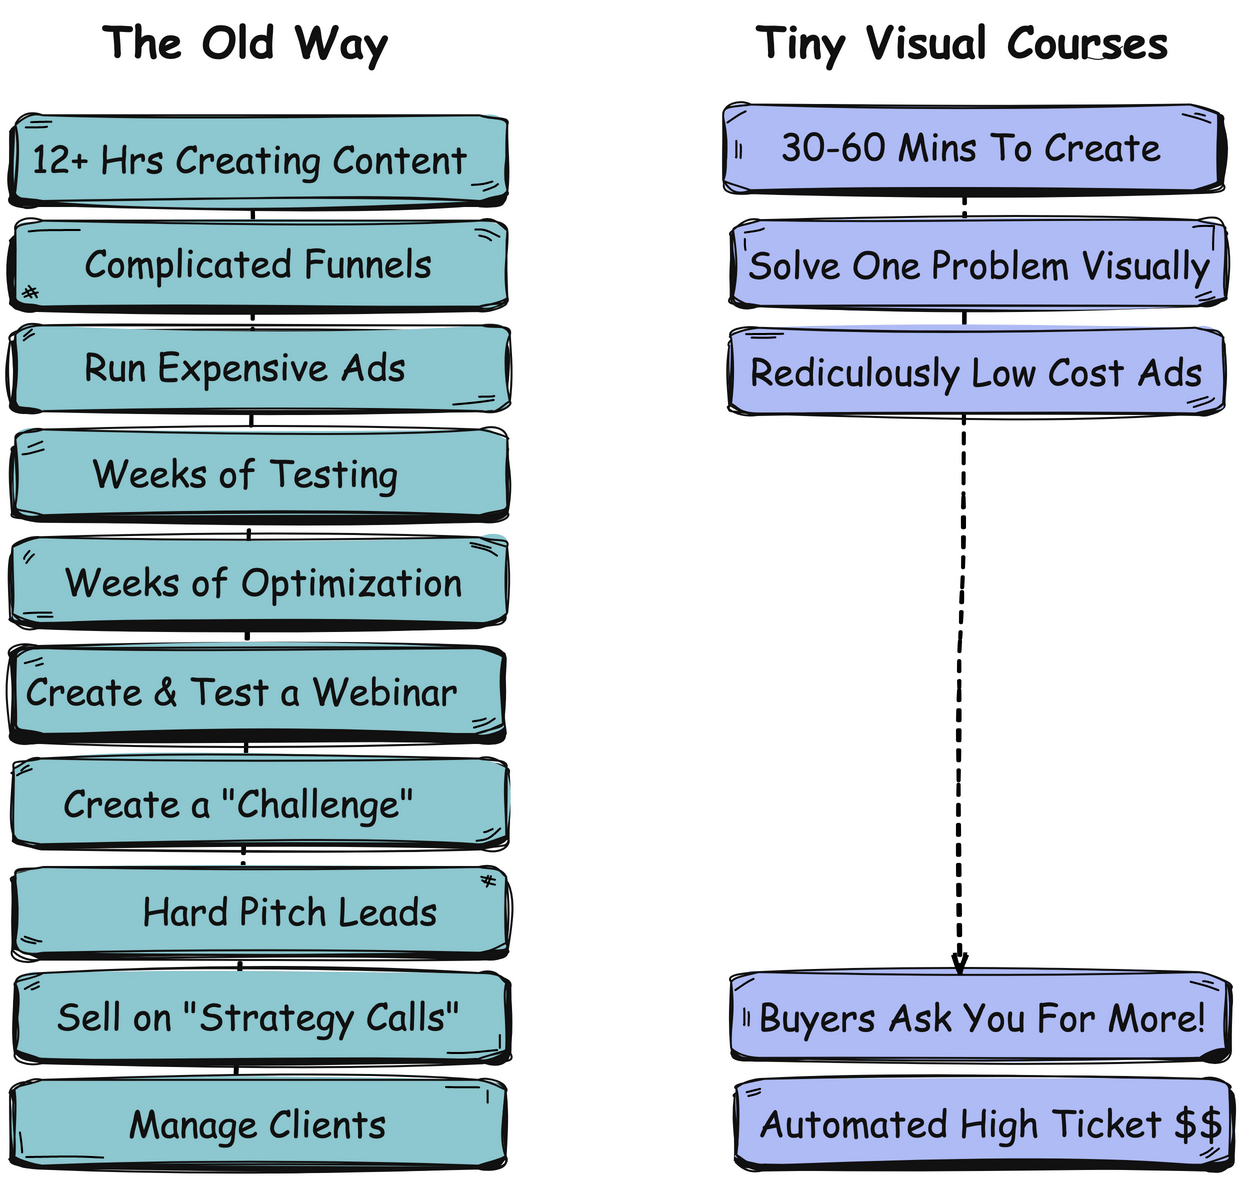 The Old Way
12+ Hrs Creating Content
Complicated Funnels
Run Expensive Ads
Weeks of Testing
Weeks of Optimization
Create & Test a Webinar
Create a "Challenge"
Hard Pitch Leads
Sell on "Strategy Calls"
Manage Clients
Tiny Visual Courses
30-60 Mins To Create
Solve One Problem Visually
Rediculously Low Cost Ads
Buyers Ask You For More!
Automated High Ticket $$